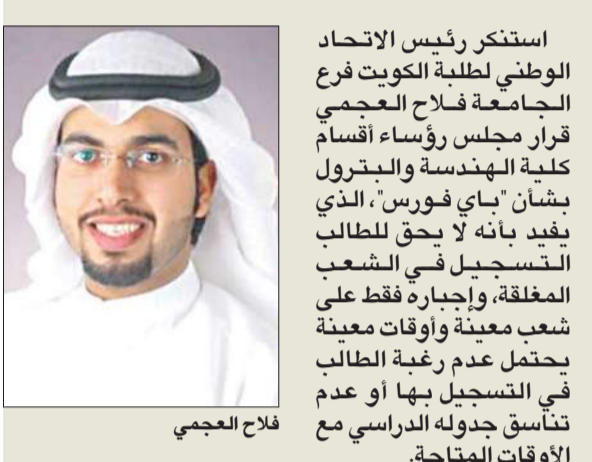 استنكر رئيس الاتحاد
الوطني لطلبة الكويت فرع
الجامعة فلاح العجمي
قرار مجلس رؤساء أقسام
كلية الهندسة والبترول
بشأن "باي فورس"، الذي
يفيد بأنه لا يحق للطالب
التسجيل في الشعب
المغلقة، وإجباره فقط على
شعب معينة وأوقات معينة
يحتمل عدم رغبة الطالب
في التسجيل بها أو عدم
تناسق جدوله الدراسي مع
الأوقات المتاحة.
فلاح العجمي